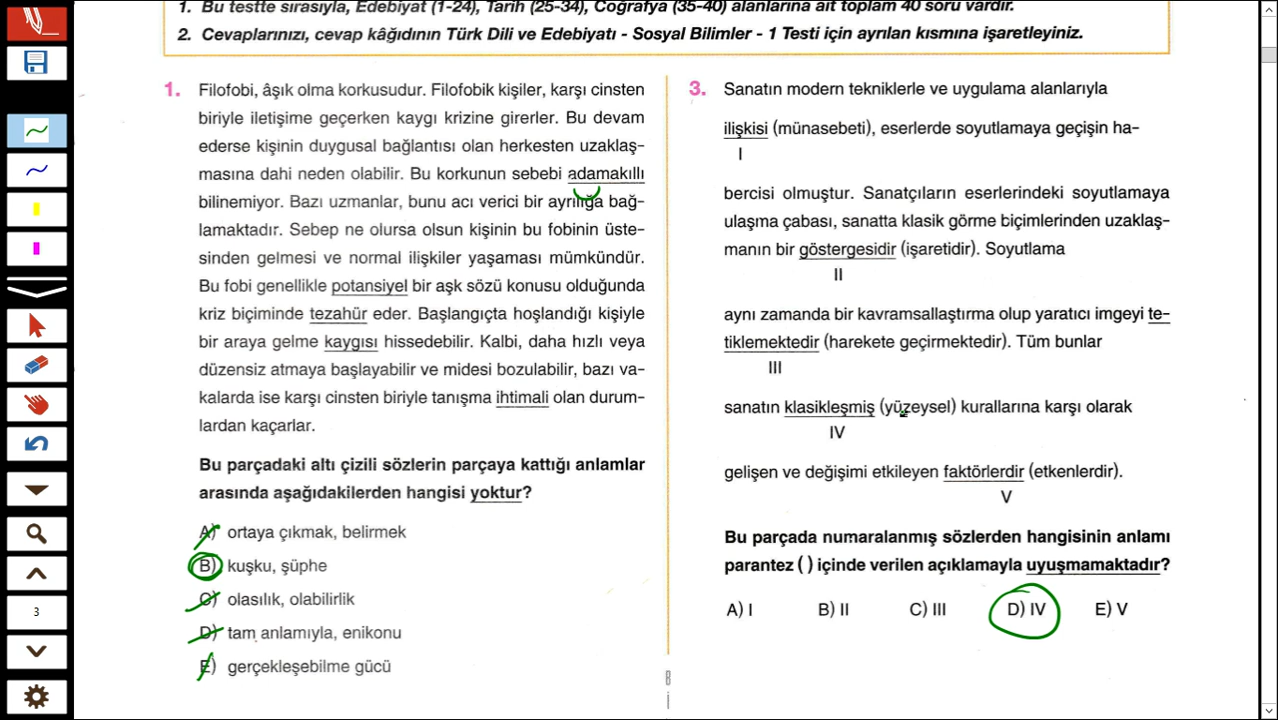 1. Bu testte sırasıyla, Edebiyat (1-24), Tarih (25-34), Coğrafya (35-40) alanlarına ait toplam 40 soru vardır.
2. Cevaplarınızı, cevap kâğıdının Türk Dili ve Edebiyatı - Sosyal Bilimler - 1 Testi için ayrılan kısmına işaretleyiniz.
1. Filofobi, âşık olma korkusudur. Filofobik kişiler, karşı cinsten
biriyle iletişime geçerken kaygı krizine girerler. Bu devam
ederse kişinin duygusal bağlantısı olan herkesten uzaklaş-
masına dahi neden olabilir. Bu korkunun sebebi adamakıllı
bilinemiyor. Bazı uzmanlar, bunu acı verici bir ayrılığa bağ-
lamaktadır. Sebep ne olursa olsun kişinin bu fobinin üste-
sinden gelmesi ve normal ilişkiler yaşaması mümkündür.
Bu fobi genellikle potansiyel bir aşk sözü konusu olduğunda
kriz biçiminde tezahür eder. Başlangıçta hoşlandığı kişiyle
bir araya gelme kaygısı hissedebilir. Kalbi, daha hızlı veya
düzensiz atmaya başlayabilir ve midesi bozulabilir, bazı va-
kalarda ise karşı cinsten biriyle tanışma ihtimali olan durum-
lardan kaçarlar.
Bu parçadaki altı çizili sözlerin parçaya kattığı anlamlar
arasında aşağıdakilerden hangisi yoktur?
A) ortaya çıkmak, belirmek
B) kuşku, şüphe
C) olasılık, olabilirlik
D) tam anlamıyla, enikonu
E) gerçekleşebilme gücü
3. Sanatın modern tekniklerle ve uygulama alanlarıyla
ilişkisi (münasebeti), eserlerde soyutlamaya geçişin ha-
I
bercisi olmuştur. Sanatçıların eserlerindeki soyutlamaya
ulaşma çabası, sanatta klasik görme biçimlerinden uzaklaş-
manın bir göstergesidir (işaretidir). Soyutlama
II
aynı zamanda bir kavramsallaştırma olup yaratıcı imgeyi te-
tiklemektedir (harekete geçirmektedir). Tüm bunlar
III
sanatın klasikleşmiş (yüzeysel) kurallarına karşı olarak
IV
gelişen ve değişimi etkileyen faktörlerdir (etkenlerdir).
V
Bu parçada numaralanmış sözlerden hangisinin anlamı
parantez ( ) içinde verilen açıklamayla uyuşmamaktadır?
A) I B) II C) III D) IV E) V
3